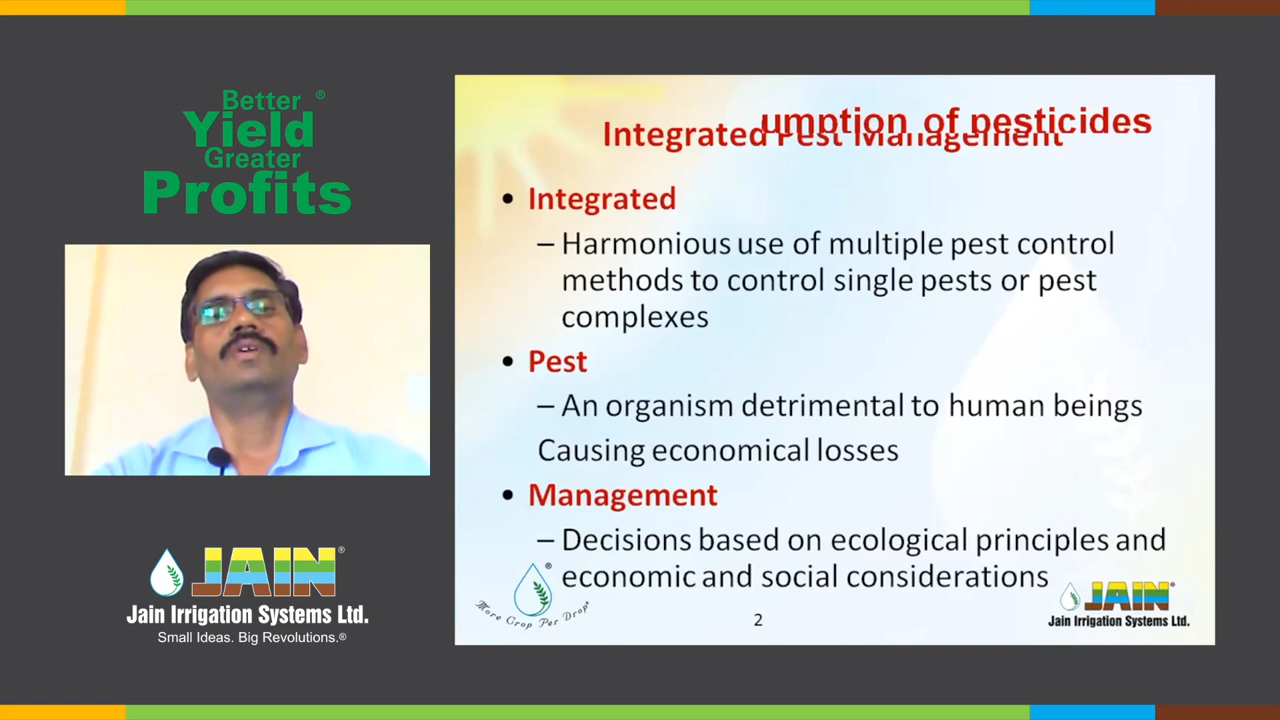 Better ®
Yield
Greater
Profits
JAIN®
Jain Irrigation Systems Ltd.
Small Ideas. Big Revolutions.®
umption of pesticides
Integrated Pest Management
• Integrated
– Harmonious use of multiple pest control
methods to control single pests or pest
complexes
• Pest
– An organism detrimental to human beings
Causing economical losses
• Management
– Decisions based on ecological principles and
economic and social considerations
®
More Crop Per Drop®
2
JAIN®
Jain Irrigation Systems Ltd.